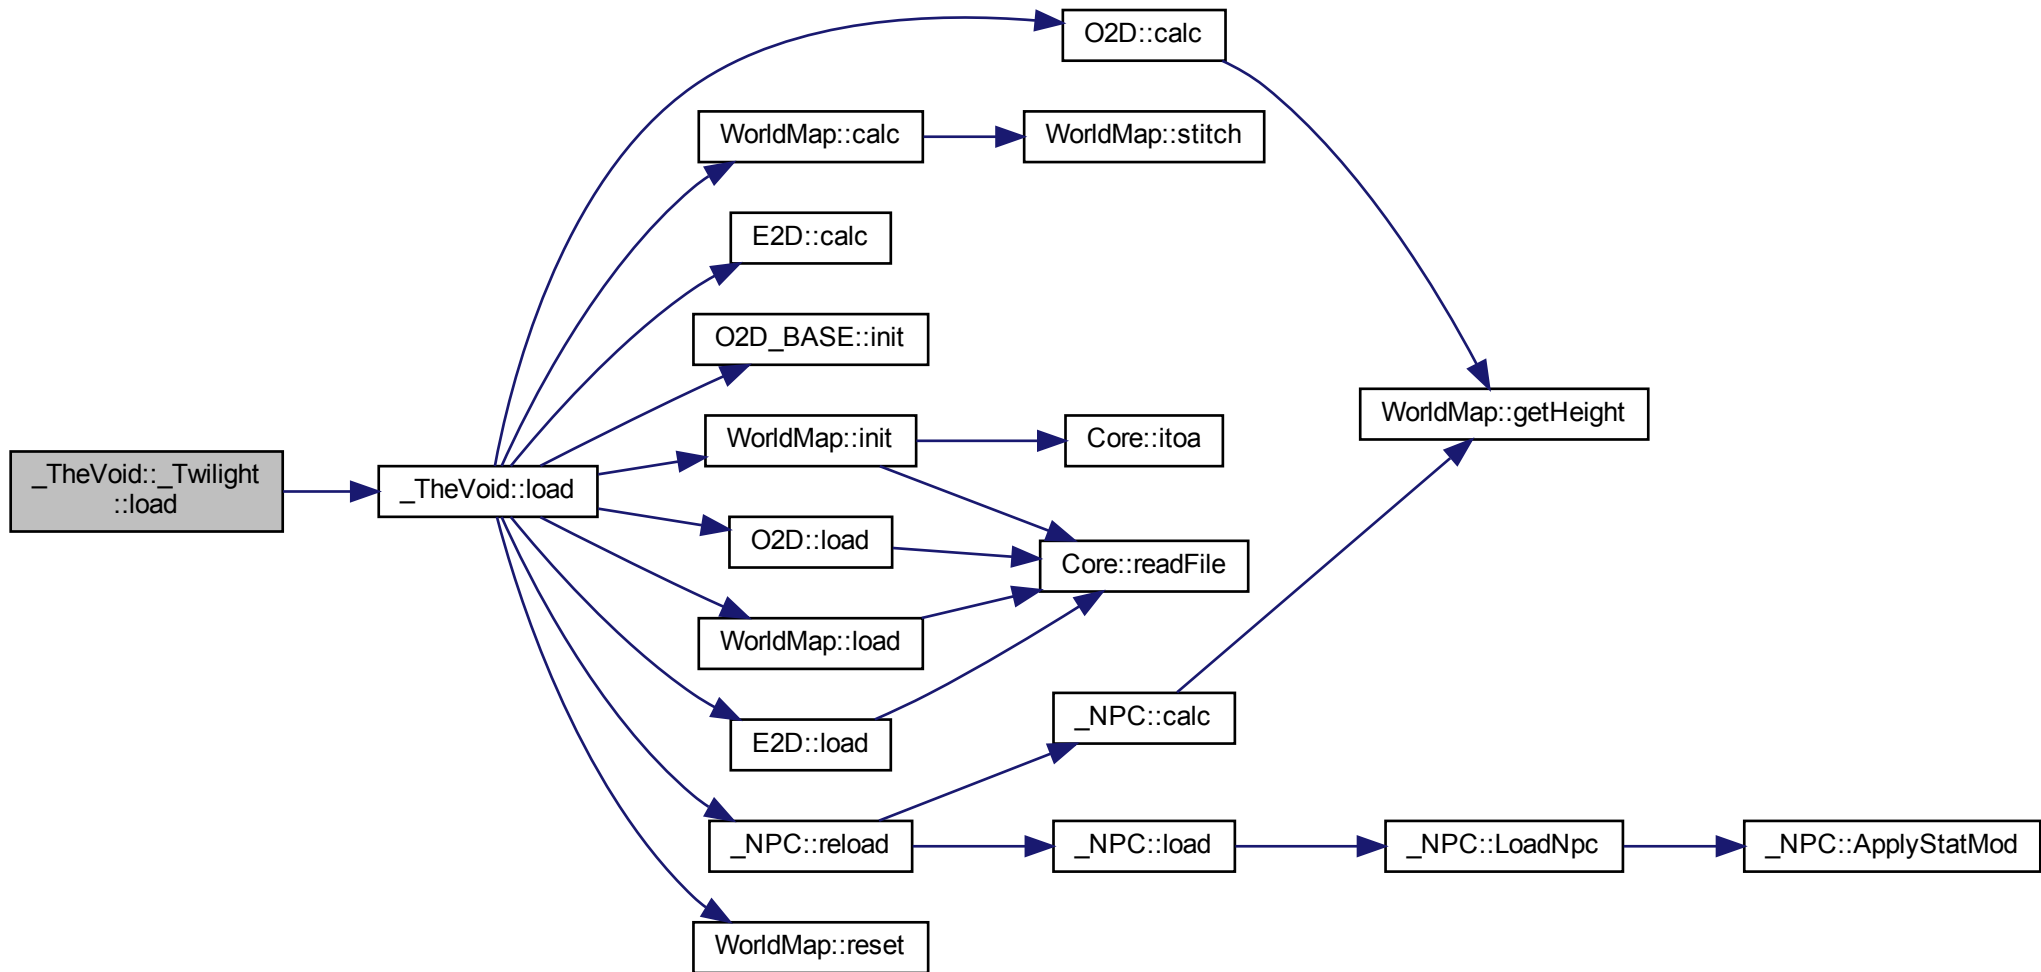 O2D::calc
WorldMap::calc
WorldMap::stitch
E2D::calc
O2D_BASE::init
WorldMap::init
Core::itoa
WorldMap::getHeight
_TheVoid::_Twilight
::load
_TheVoid::load
O2D::load
Core::readFile
WorldMap::load
_NPC::calc
E2D::load
_NPC::reload
_NPC::load
_NPC::LoadNpc
_NPC::ApplyStatMod
WorldMap::reset